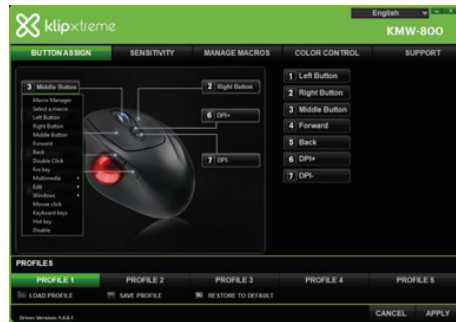 English
klipxtreme
KMW-800
BUTTON ASSIGN SENSITIVITY MANAGE MACROS COLOR CONTROL SUPPORT
3 Middle Button
2 Right Button
6 DPI+
7 DPI-
Macro Manager
Select a macro
Left Button
Right Button
Middle Button
Forward
Back
Double Click
Fire key
Multimedia
Edit
Windows
Mouse click
Keyboard keys
Hot key
Disable
1 Left Button
2 Right Button
3 Middle Button
4 Forward
5 Back
6 DPI+
7 DPI-
PROFILES
PROFILE 1 PROFILE 2 PROFILE 3 PROFILE 4 PROFILE 5
LOAD PROFILE SAVE PROFILE RESTORE TO DEFAULT
Driver Version:
CANCEL APPLY